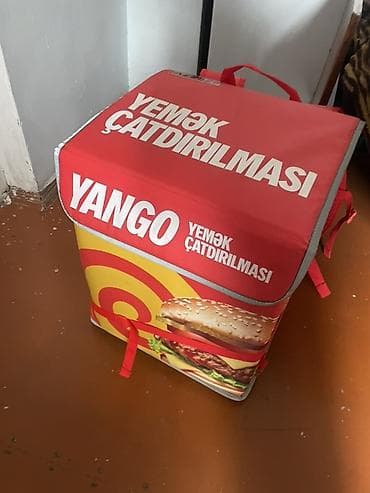 YEMƏK
ÇATDIRILMASI
YANGO
YEMƏK
ÇATDIRILMASI